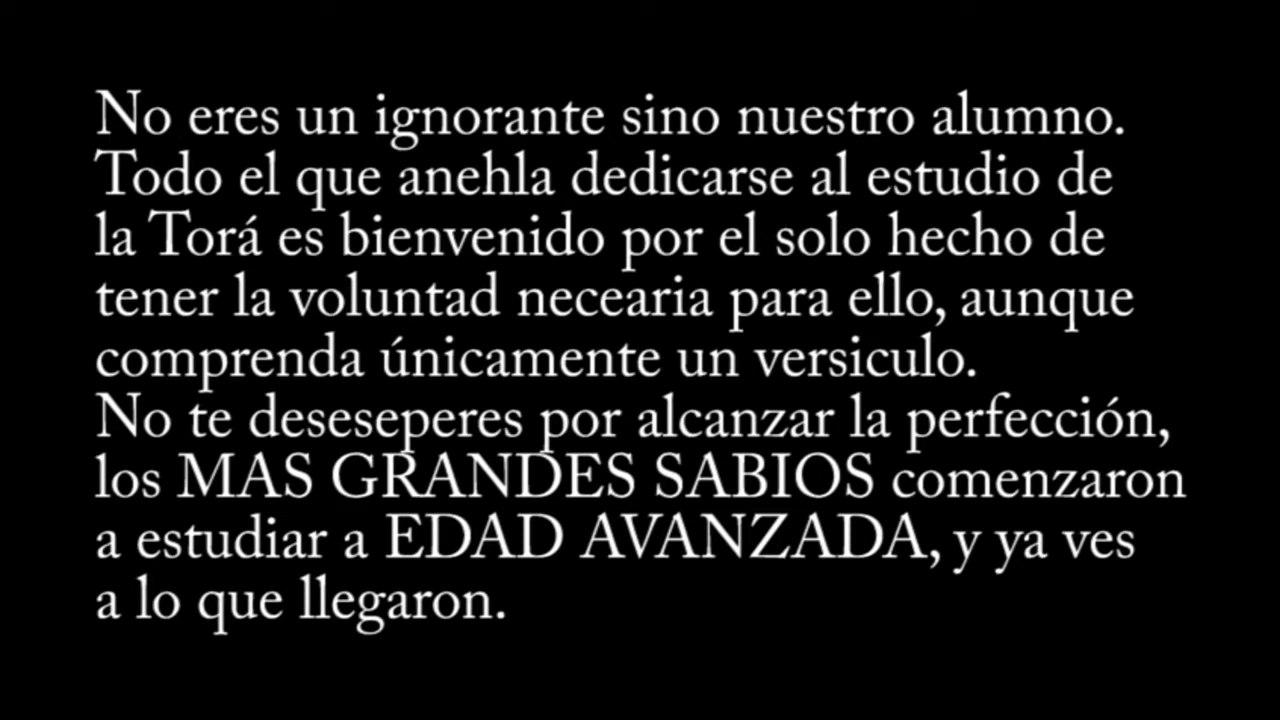 No eres un ignorante sino nuestro alumno.
Todo el que anehla dedicarse al estudio de
la Torá es bienvenido por el solo hecho de
tener la voluntad necearia para ello, aunque
comprenda únicamente un versiculo.
No te deseseperes por alcanzar la perfección,
los MAS GRANDES SABIOS comenzaron
a estudiar a EDAD AVANZADA, y ya ves
a lo que llegaron.